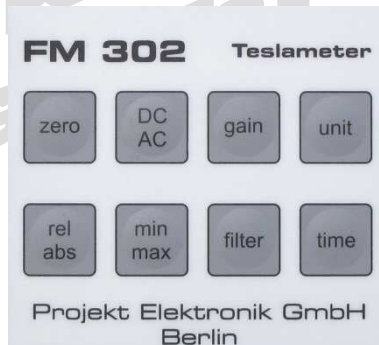 FM 302 Teslameter
zero DC AC gain unit
rel abs min max filter time
Projekt Elektronik GmbH
Berlin